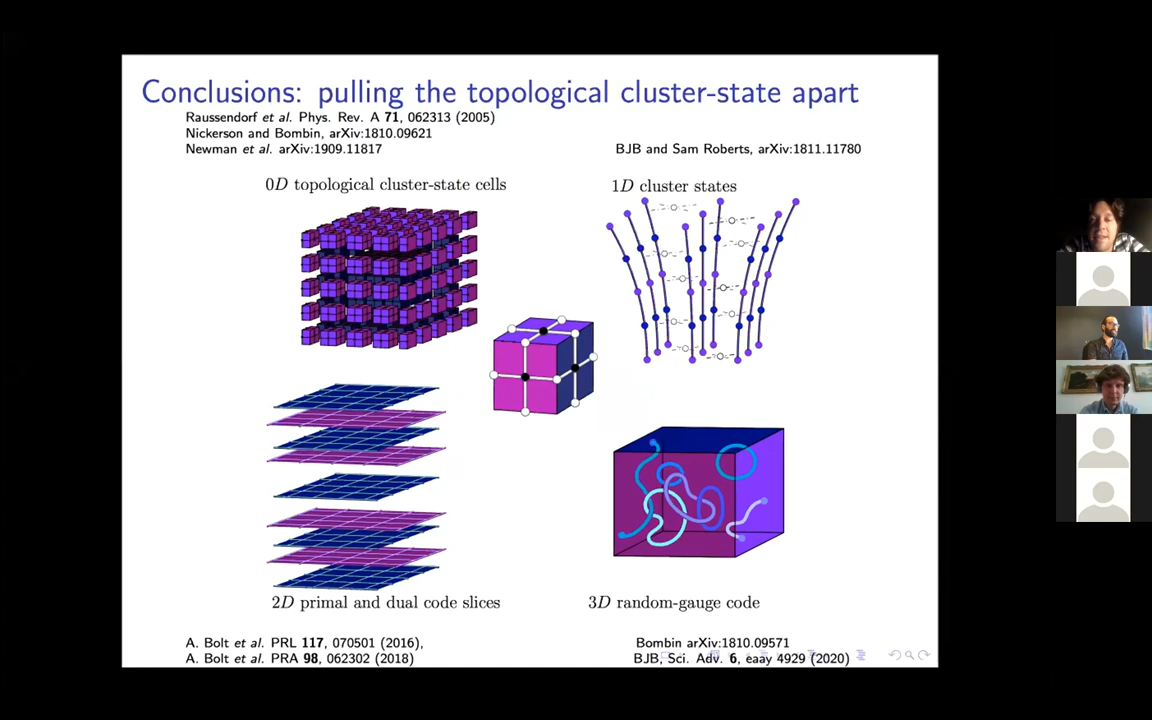 Conclusions: pulling the topological cluster-state apart
Raussendorf et al. Phys. Rev. A 71, 062313 (2005)
Nickerson and Bombin, arXiv:1810.09621
Newman et al. arXiv:1909.11817
BJB and Sam Roberts, arXiv:1811.11780
0D topological cluster-state cells
1D cluster states
2D primal and dual code slices
3D random-gauge code
A. Bolt et al. PRL 117, 070501 (2016),
A. Bolt et al. PRA 98, 062302 (2018)
Bombin arXiv:1810.09571
BJB, Sci. Adv. 6, eaay 4929 (2020)